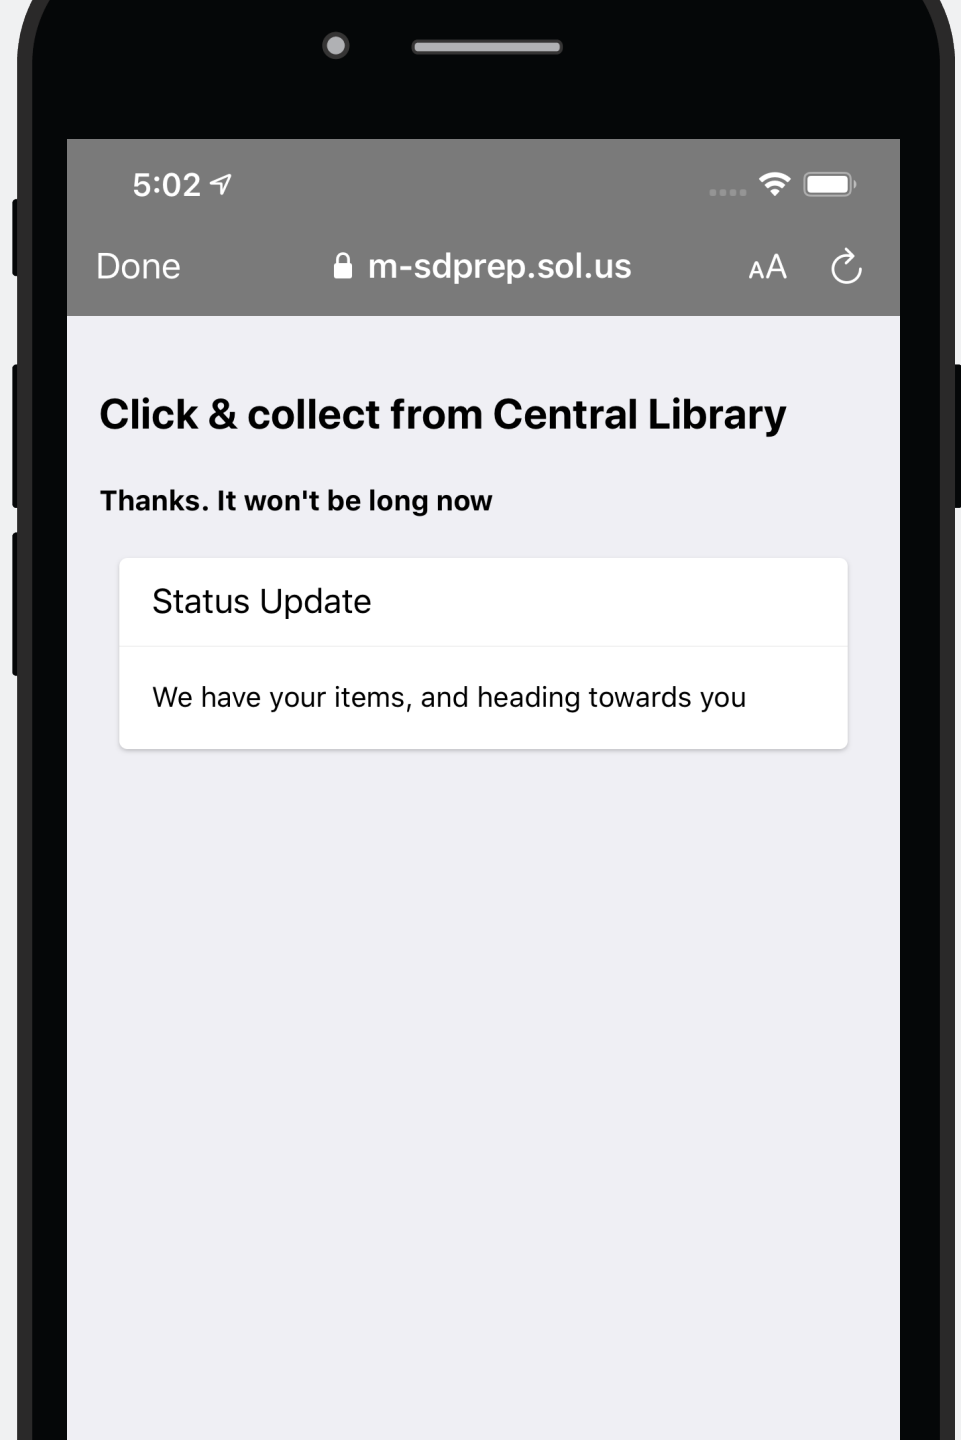 5:02
Done m-sdprep.sol.us AA
Click & collect from Central Library
Thanks. It won't be long now
Status Update
We have your items, and heading towards you